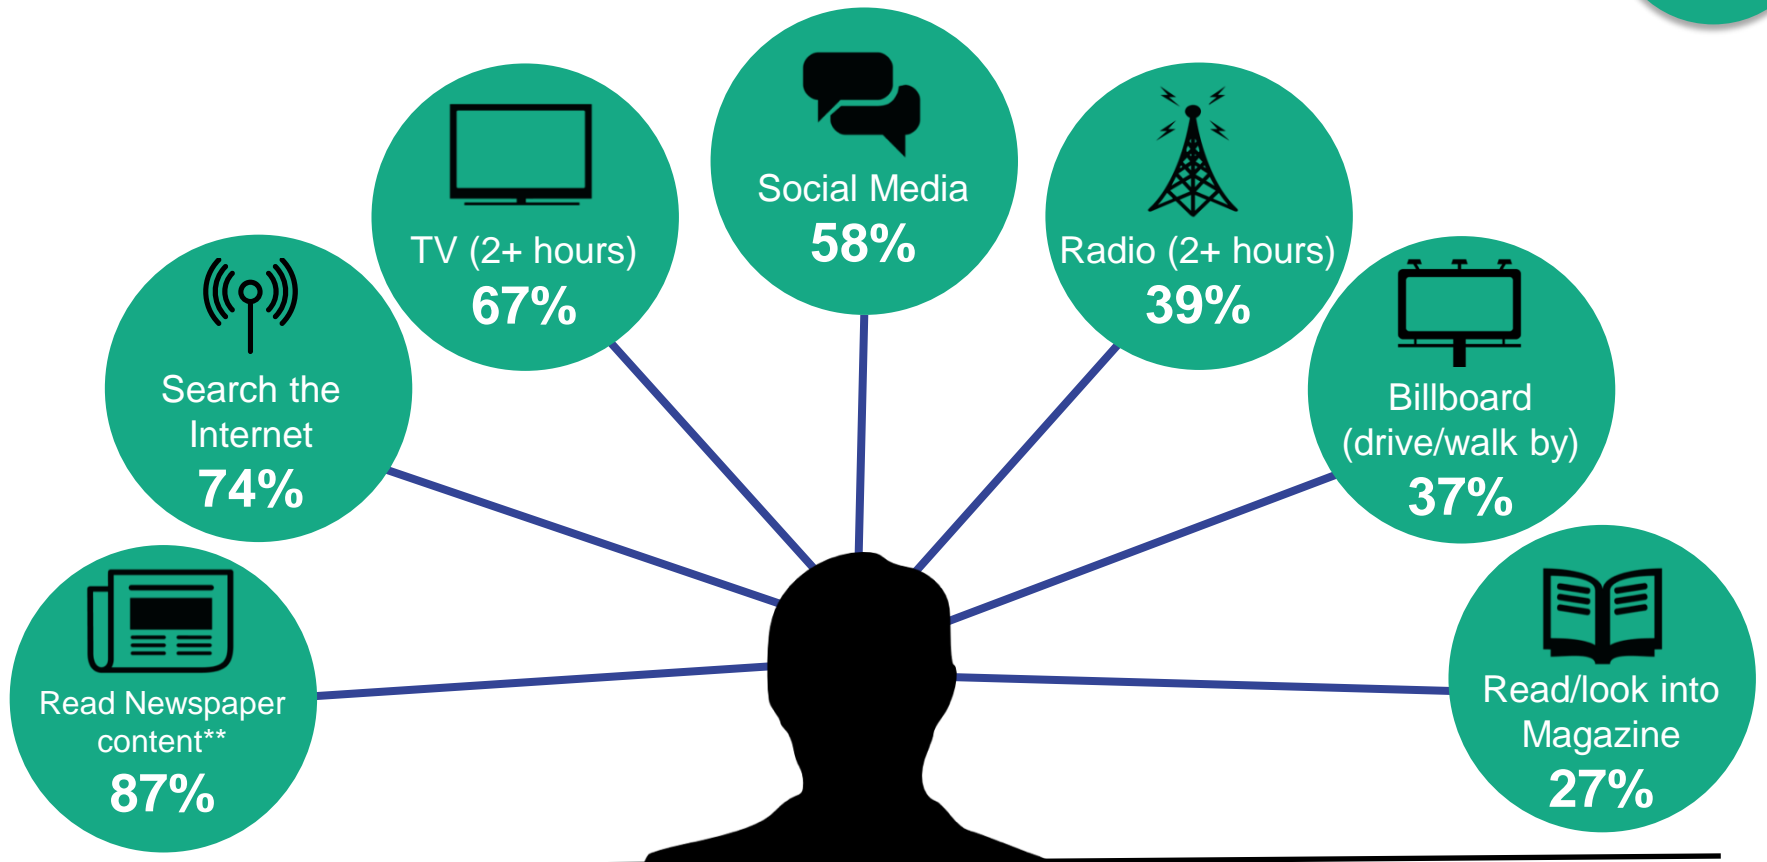 Read Newspaper
content**
87%
Search the
Internet
74%
TV (2+ hours)
67%
Social Media
58%
Radio (2+ hours)
39%
Billboard
(drive/walk by)
37%
Read/look into
Magazine
27%